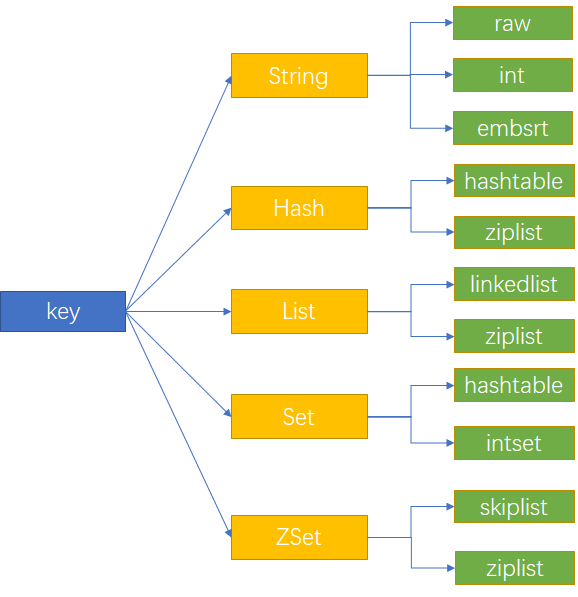 key
String
raw
int
embsrt
Hash
hashtable
ziplist
List
linkedlist
ziplist
Set
hashtable
intset
ZSet
skiplist
ziplist